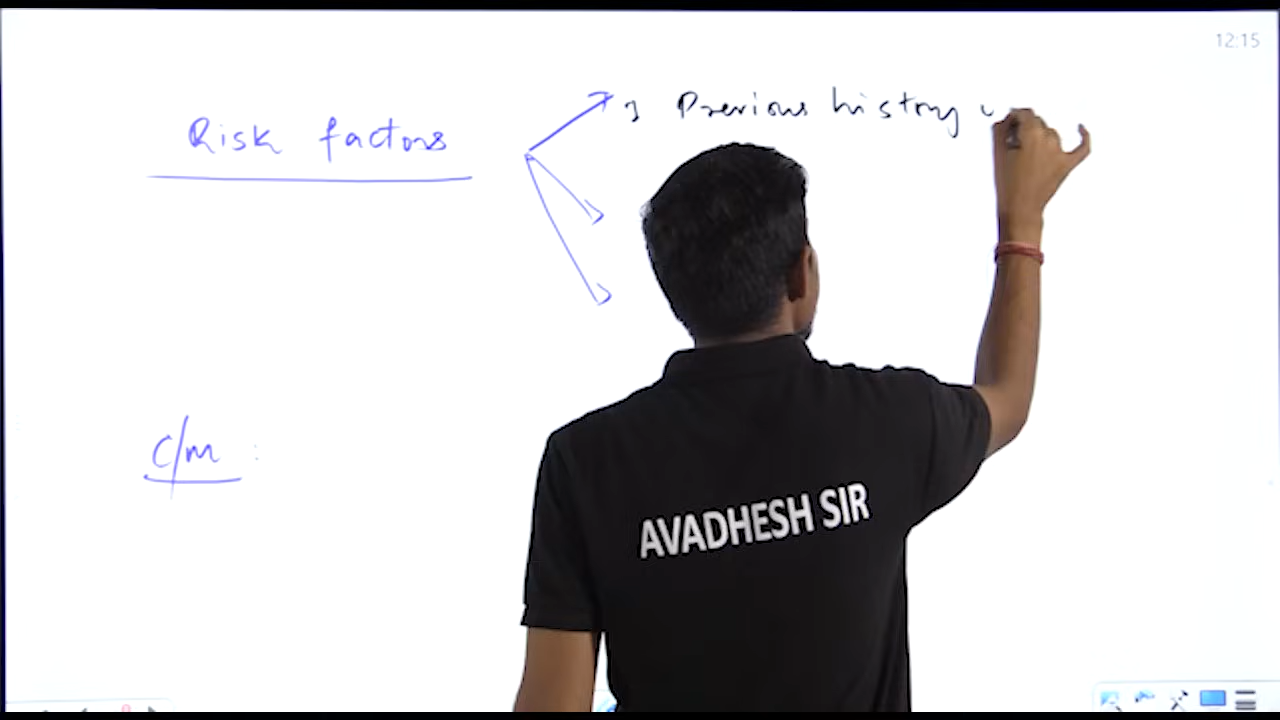 12:15
1 Previous history
Risk factors
C/m :
AVADHESH SIR